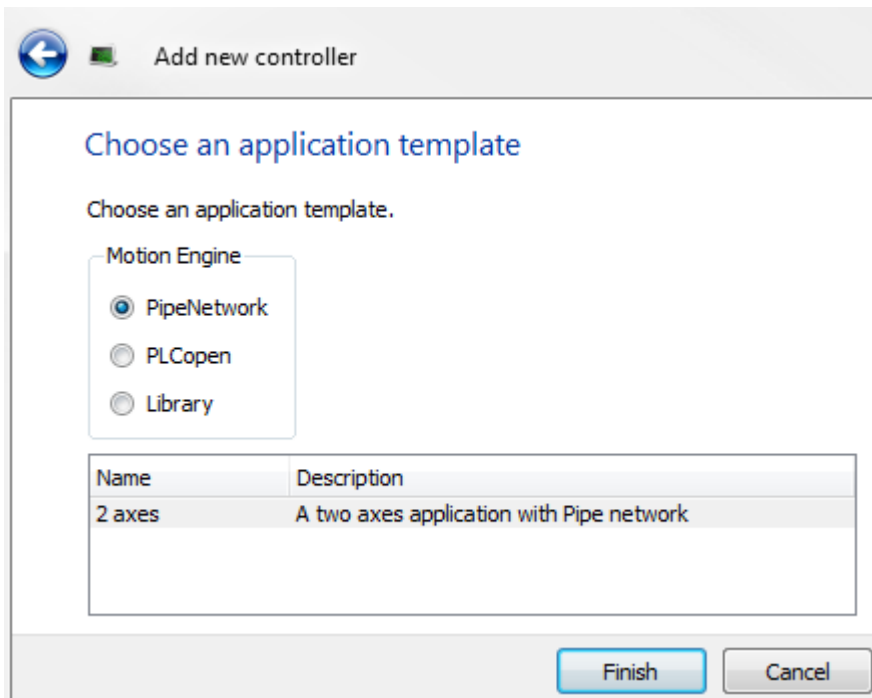 Add new controller
Choose an application template
Choose an application template.
Motion Engine
PipeNetwork
PLCopen
Library
Name Description
2 axes A two axes application with Pipe network
Finish Cancel